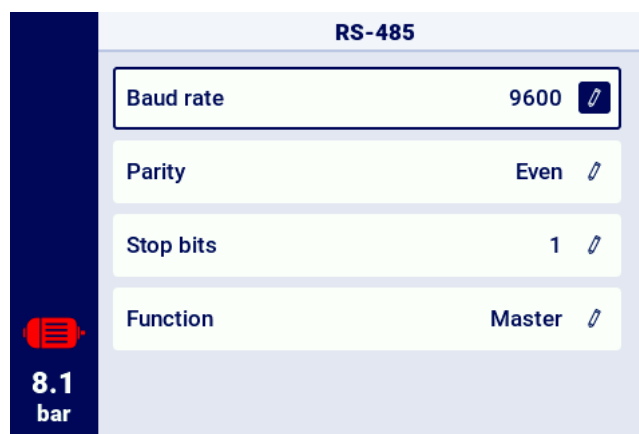 RS-485
Baud rate 9600
Parity Even
Stop bits 1
Function Master
8.1
bar